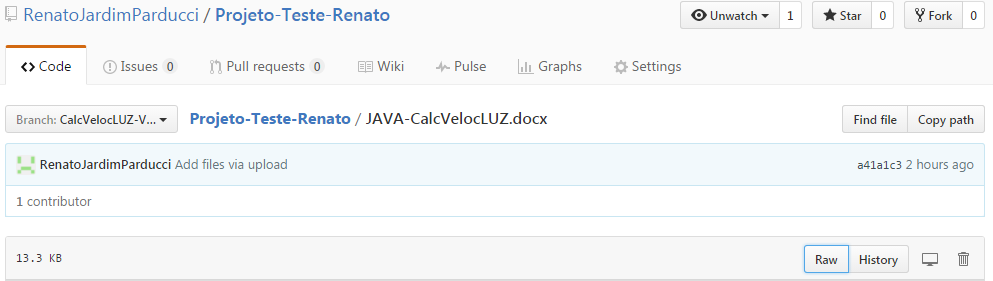 RenatoJardimParducci / Projeto-Teste-Renato
Unwatch 1 Star 0 Fork 0
Code Issues 0 Pull requests 0 Wiki Pulse Graphs Settings
Branch: CalcVelocLUZ-V... Projeto-Teste-Renato / JAVA-CalcVelocLUZ.docx Find file Copy path
RenatoJardimParducci Add files via upload a41a1c3 2 hours ago
1 contributor
13.3 KB Raw History